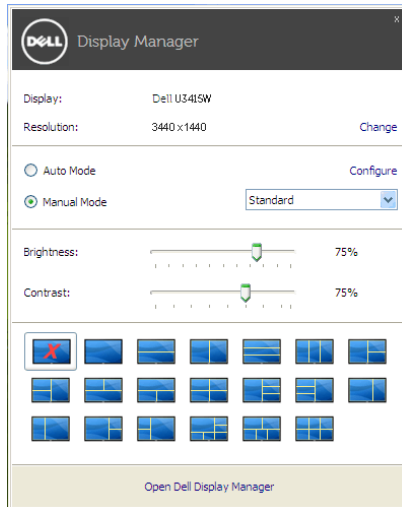 x
DELL Display Manager
Display: Dell U3415W
Resolution: 3440 x 1440 Change
Auto Mode Configure
Manual Mode Standard
Brightness: 75%
Contrast: 75%
Open Dell Display Manager